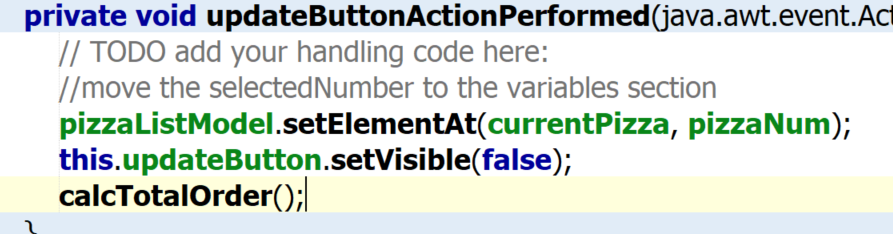 private void updateButtonActionPerformed(java.awt.event.Act
// TODO add your handling code here:
//move the selectedNumber to the variables section
pizzaListModel.setElementAt(currentPizza, pizzaNum);
this.updateButton.setVisible(false);
calcTotalOrder();
}